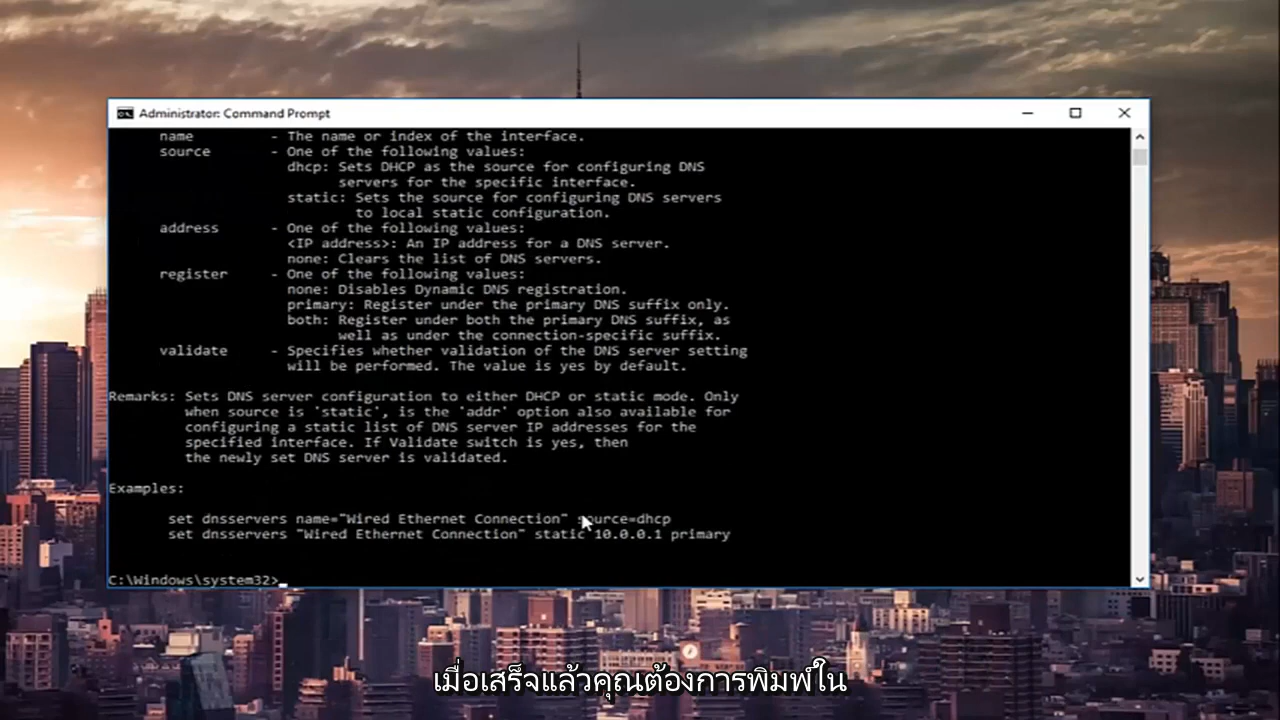 Administrator: Command Prompt
name - The name or index of the interface.
source - One of the following values:
dhcp: Sets DHCP as the source for configuring DNS
servers for the specific interface.
static: Sets the source for configuring DNS servers
to local static configuration.
address - One of the following values:
<IP address>: An IP address for a DNS server.
none: Clears the list of DNS servers.
register - One of the following values:
none: Disables Dynamic DNS registration.
primary: Register under the primary DNS suffix only.
both: Register under both the primary DNS suffix, as
well as under the connection-specific suffix.
validate - Specifies whether validation of the DNS server setting
will be performed. The value is yes by default.
Remarks: Sets DNS server configuration to either DHCP or static mode. Only
when source is 'static', is the 'addr' option also available for
configuring a static list of DNS server IP addresses for the
specified interface. If Validate switch is yes, then
the newly set DNS server is validated.
Examples:
set dnsservers name="Wired Ethernet Connection" source=dhcp
set dnsservers "Wired Ethernet Connection" static 10.0.0.1 primary
C:\Windows\system32>_
เมื่อเสร็จแล้วคุณต้องการพิมพ์ใน